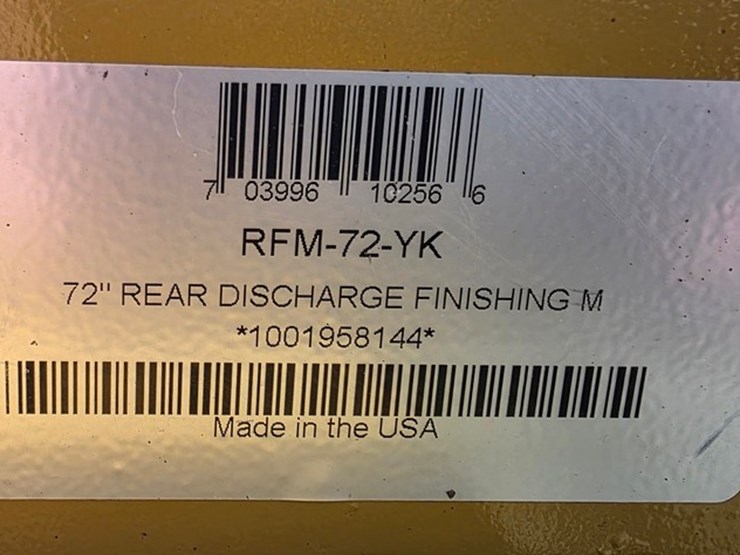 7 03996 10256 6
RFM-72-YK
72" REAR DISCHARGE FINISHING M
*1001958144*
Made in the USA